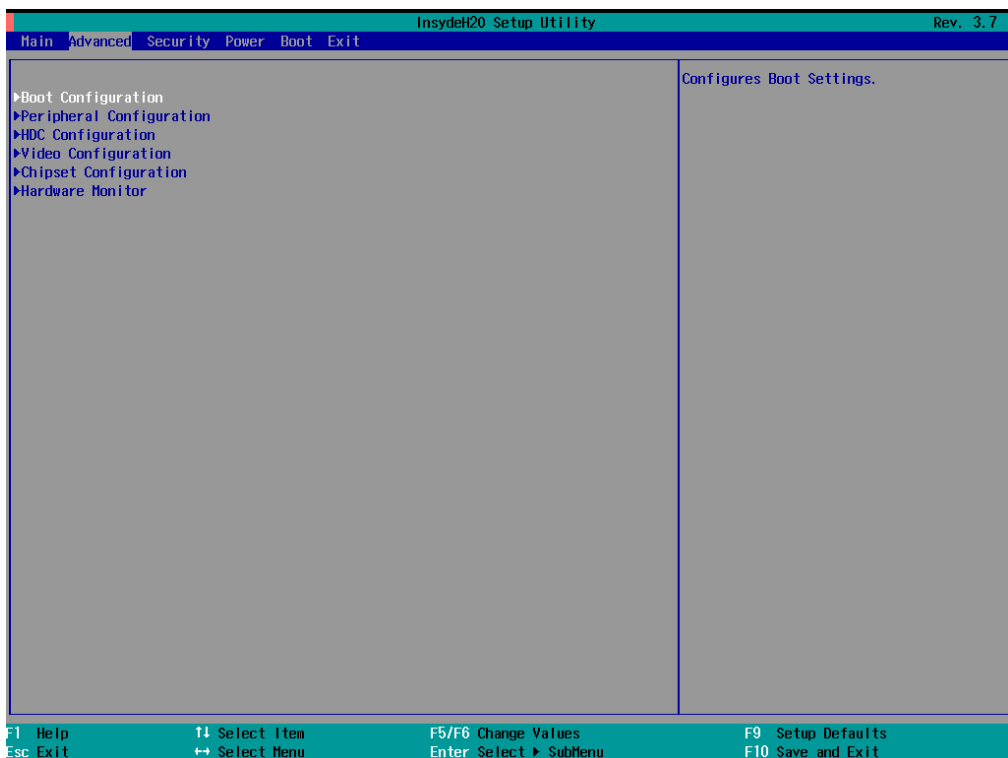 InsydeH20 Setup Utility Rev. 3.7
Main Advanced Security Power Boot Exit
▶Boot Configuration
▶Peripheral Configuration
▶HDC Configuration
▶Video Configuration
▶Chipset Configuration
▶Hardware Monitor
Configures Boot Settings.
F1 Help ↑↓ Select Item F5/F6 Change Values F9 Setup Defaults
Esc Exit ↔ Select Menu Enter Select ▶ SubMenu F10 Save and Exit